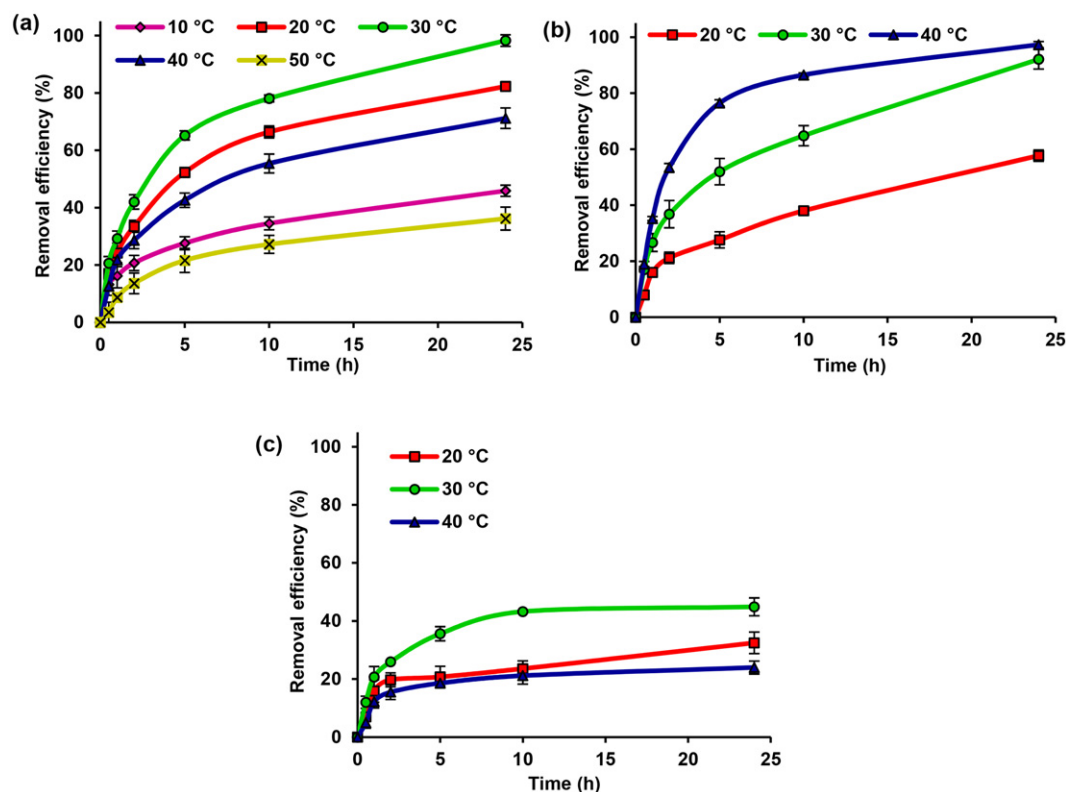 (a)
10 °C 20 °C 30 °C
40 °C 50 °C
Removal efficiency (%)
100
80
60
40
20
0
0 5 10 15 20 25
Time (h)
(b)
20 °C 30 °C 40 °C
Removal efficiency (%)
100
80
60
40
20
0
0 5 10 15 20 25
Time (h)
(c)
20 °C
30 °C
40 °C
Removal efficiency (%)
100
80
60
40
20
0
0 5 10 15 20 25
Time (h)